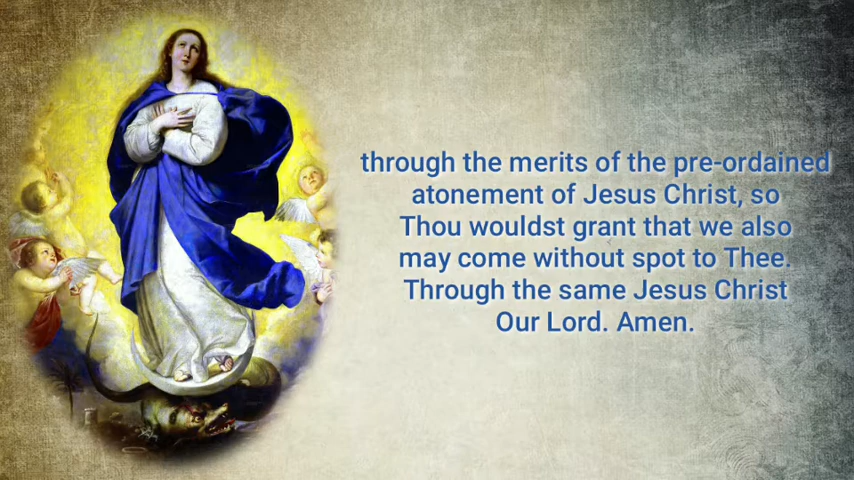 through the merits of the pre-ordained
atonement of Jesus Christ, so
Thou wouldst grant that we also
may come without spot to Thee.
Through the same Jesus Christ
Our Lord. Amen.